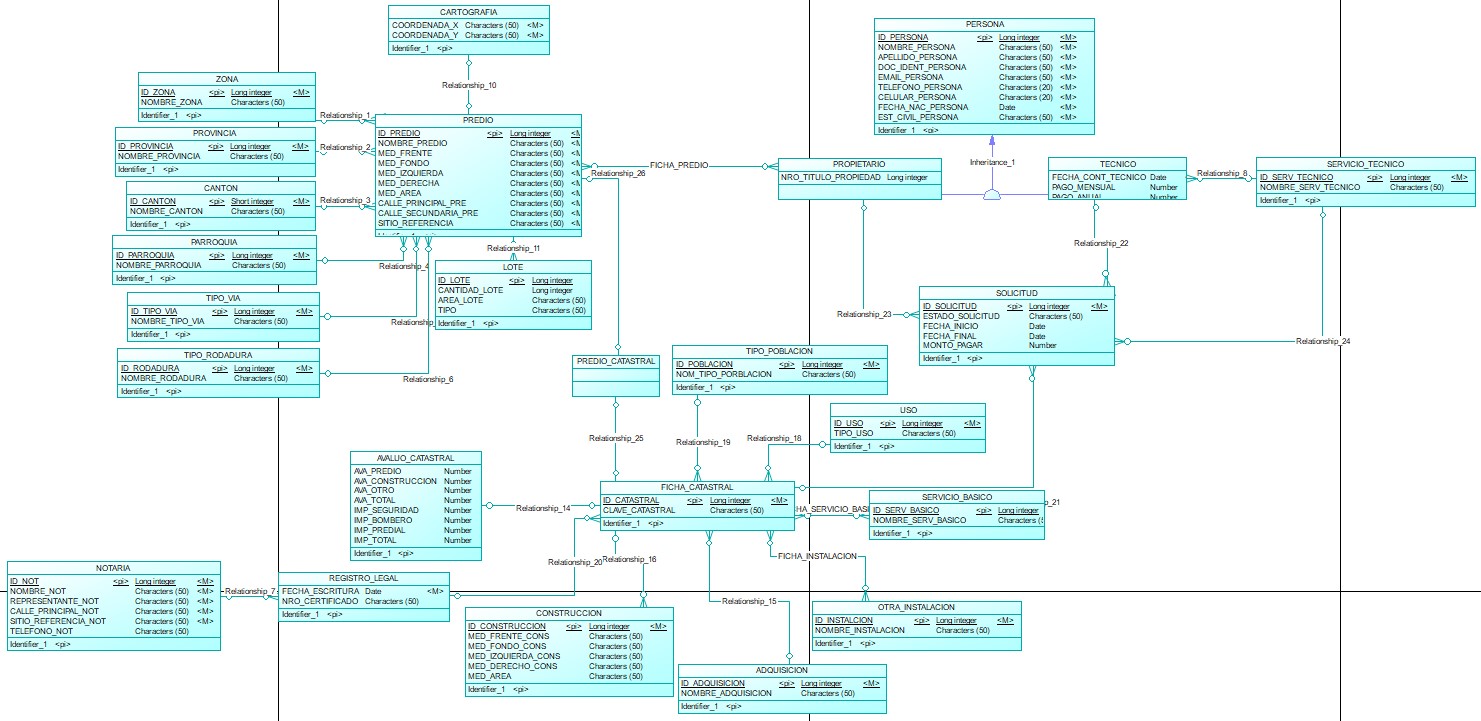 CARTOGRAFIA
COORDENADA_X Characters (50) <M>
COORDENADA_Y Characters (50) <M>
Identifier_1 <pi>
Relationship_10
PERSONA
ID_PERSONA <pi> Long integer <M>
NOMBRE_PERSONA Characters (50) <M>
APELLIDO_PERSONA Characters (50) <M>
DOC_IDENT_PERSONA Characters (50) <M>
EMAIL_PERSONA Characters (50) <M>
TELEFONO_PERSONA Characters (20) <M>
CELULAR_PERSONA Characters (20) <M>
FECHA_NAC_PERSONA Date <M>
EST_CIVIL_PERSONA Characters (50) <M>
Identifier_1 <pi>
ZONA
ID_ZONA <pi> Long integer <M>
NOMBRE_ZONA Characters (50)
Identifier_1 <pi>
Relationship_1
PROVINCIA
ID_PROVINCIA <pi> Long integer <M>
NOMBRE_PROVINCIA Characters (50)
Identifier_1 <pi>
Relationship_2
CANTON
ID_CANTON <pi> Short integer <M>
NOMBRE_CANTON Characters (50)
Identifier_1 <pi>
Relationship_3
PARROQUIA
ID_PARROQUIA <pi> Long integer <M>
NOMBRE_PARROQUIA Characters (50)
Identifier_1 <pi>
Relationship_4
TIPO_VIA
ID_TIPO_VIA <pi> Long integer <M>
NOMBRE_TIPO_VIA Characters (50)
Identifier_1 <pi>
Relationship
TIPO_RODADURA
ID_RODADURA <pi> Long integer <M>
NOMBRE_RODADURA Characters (50)
Identifier_1 <pi>
Relationship_6
PREDIO
ID_PREDIO <pi> Long integer <M
NOMBRE_PREDIO Characters (50) <M
MED_FRENTE Characters (50) <M
MED_FONDO Characters (50) <M
MED_IZQUIERDA Characters (50) <M
MED_DERECHA Characters (50) <M
MED_AREA Characters (50) <M
CALLE_PRINCIPAL_PRE Characters (50) <M
CALLE_SECUNDARIA_PRE Characters (50) <M
SITIO_REFERENCIA Characters (50) <M
FICHA_PREDIO
Relationship_26
Relationship_11
LOTE
ID_LOTE <pi> Long integer
CANTIDAD_LOTE Long integer
AREA_LOTE Characters (50)
TIPO Characters (50)
Identifier_1 <pi>
PROPIETARIO
NRO_TITULO_PROPIEDAD Long integer
Inheritance_1
TECNICO
FECHA_CONT_TECNICO Date
PAGO_MENSUAL Number
PAGO_ANUAL Number
Relationship_8
SERVICIO_TECNICO
ID_SERV_TECNICO <pi> Long integer <M>
NOMBRE_SERV_TECNICO Characters (50)
Identifier_1 <pi>
Relationship_22
Relationship_23
SOLICITUD
ID_SOLICITUD <pi> Long integer <M>
ESTADO_SOLICITUD Characters (50)
FECHA_INICIO Date
FECHA_FINAL Date
MONTO_PAGAR Number
Identifier_1 <pi>
Relationship_24
PREDIO_CATASTRAL
Relationship_25
TIPO_POBLACION
ID_POBLACION <pi> Long integer <M>
NOM_TIPO_PORBLACION Characters (50)
Identifier_1 <pi>
Relationship_19
USO
ID_USO <pi> Long integer <M>
TIPO_USO Characters (50)
Identifier_1 <pi>
Relationship_18
AVALUO_CATASTRAL
AVA_PREDIO Number
AVA_CONSTRUCCION Number
AVA_OTRO Number
AVA_TOTAL Number
IMP_SEGURIDAD Number
IMP_BOMBERO Number
IMP_PREDIAL Number
IMP_TOTAL Number
Identifier_1 <pi>
Relationship_14
FICHA_CATASTRAL
ID_CATASTRAL <pi> Long integer <M>
CLAVE_CATASTRAL Characters (50)
Identifier_1 <pi>
HA_SERVICIO_BASI
SERVICIO_BASICO
ID_SERV_BASICO <pi> Long integer
NOMBRE_SERV_BASICO Characters (5
Identifier_1 <pi>
_21
Relationship_20
Relationship_16
FICHA_INSTALACION
Relationship_15
NOTARIA
ID_NOT <pi> Long integer <M>
NOMBRE_NOT Characters (50) <M>
REPRESENTANTE_NOT Characters (50) <M>
CALLE_PRINCIPAL_NOT Characters (50) <M>
SITIO_REFERENCIA_NOT Characters (50) <M>
TELEFONO_NOT Characters (50)
Identifier_1 <pi>
Relationship_7
REGISTRO_LEGAL
FECHA_ESCRITURA Date <M>
NRO_CERTIFICADO Characters (50)
Identifier_1 <pi>
CONSTRUCCION
ID_CONSTRUCCION <pi> Long integer <M>
MED_FRENTE_CONS Characters (50)
MED_FONDO_CONS Characters (50)
MED_IZQUIERDA_CONS Characters (50)
MED_DERECHO_CONS Characters (50)
MED_AREA Characters (50)
Identifier_1 <pi>
OTRA_INSTALACION
ID_INSTALCION <pi> Long integer <M>
NOMBRE_INSTALACION Characters (50)
Identifier_1 <pi>
ADQUISICION
ID_ADQUISICION <pi> Long integer <M>
NOMBRE_ADQUISICION Characters (50)
Identifier_1 <pi>